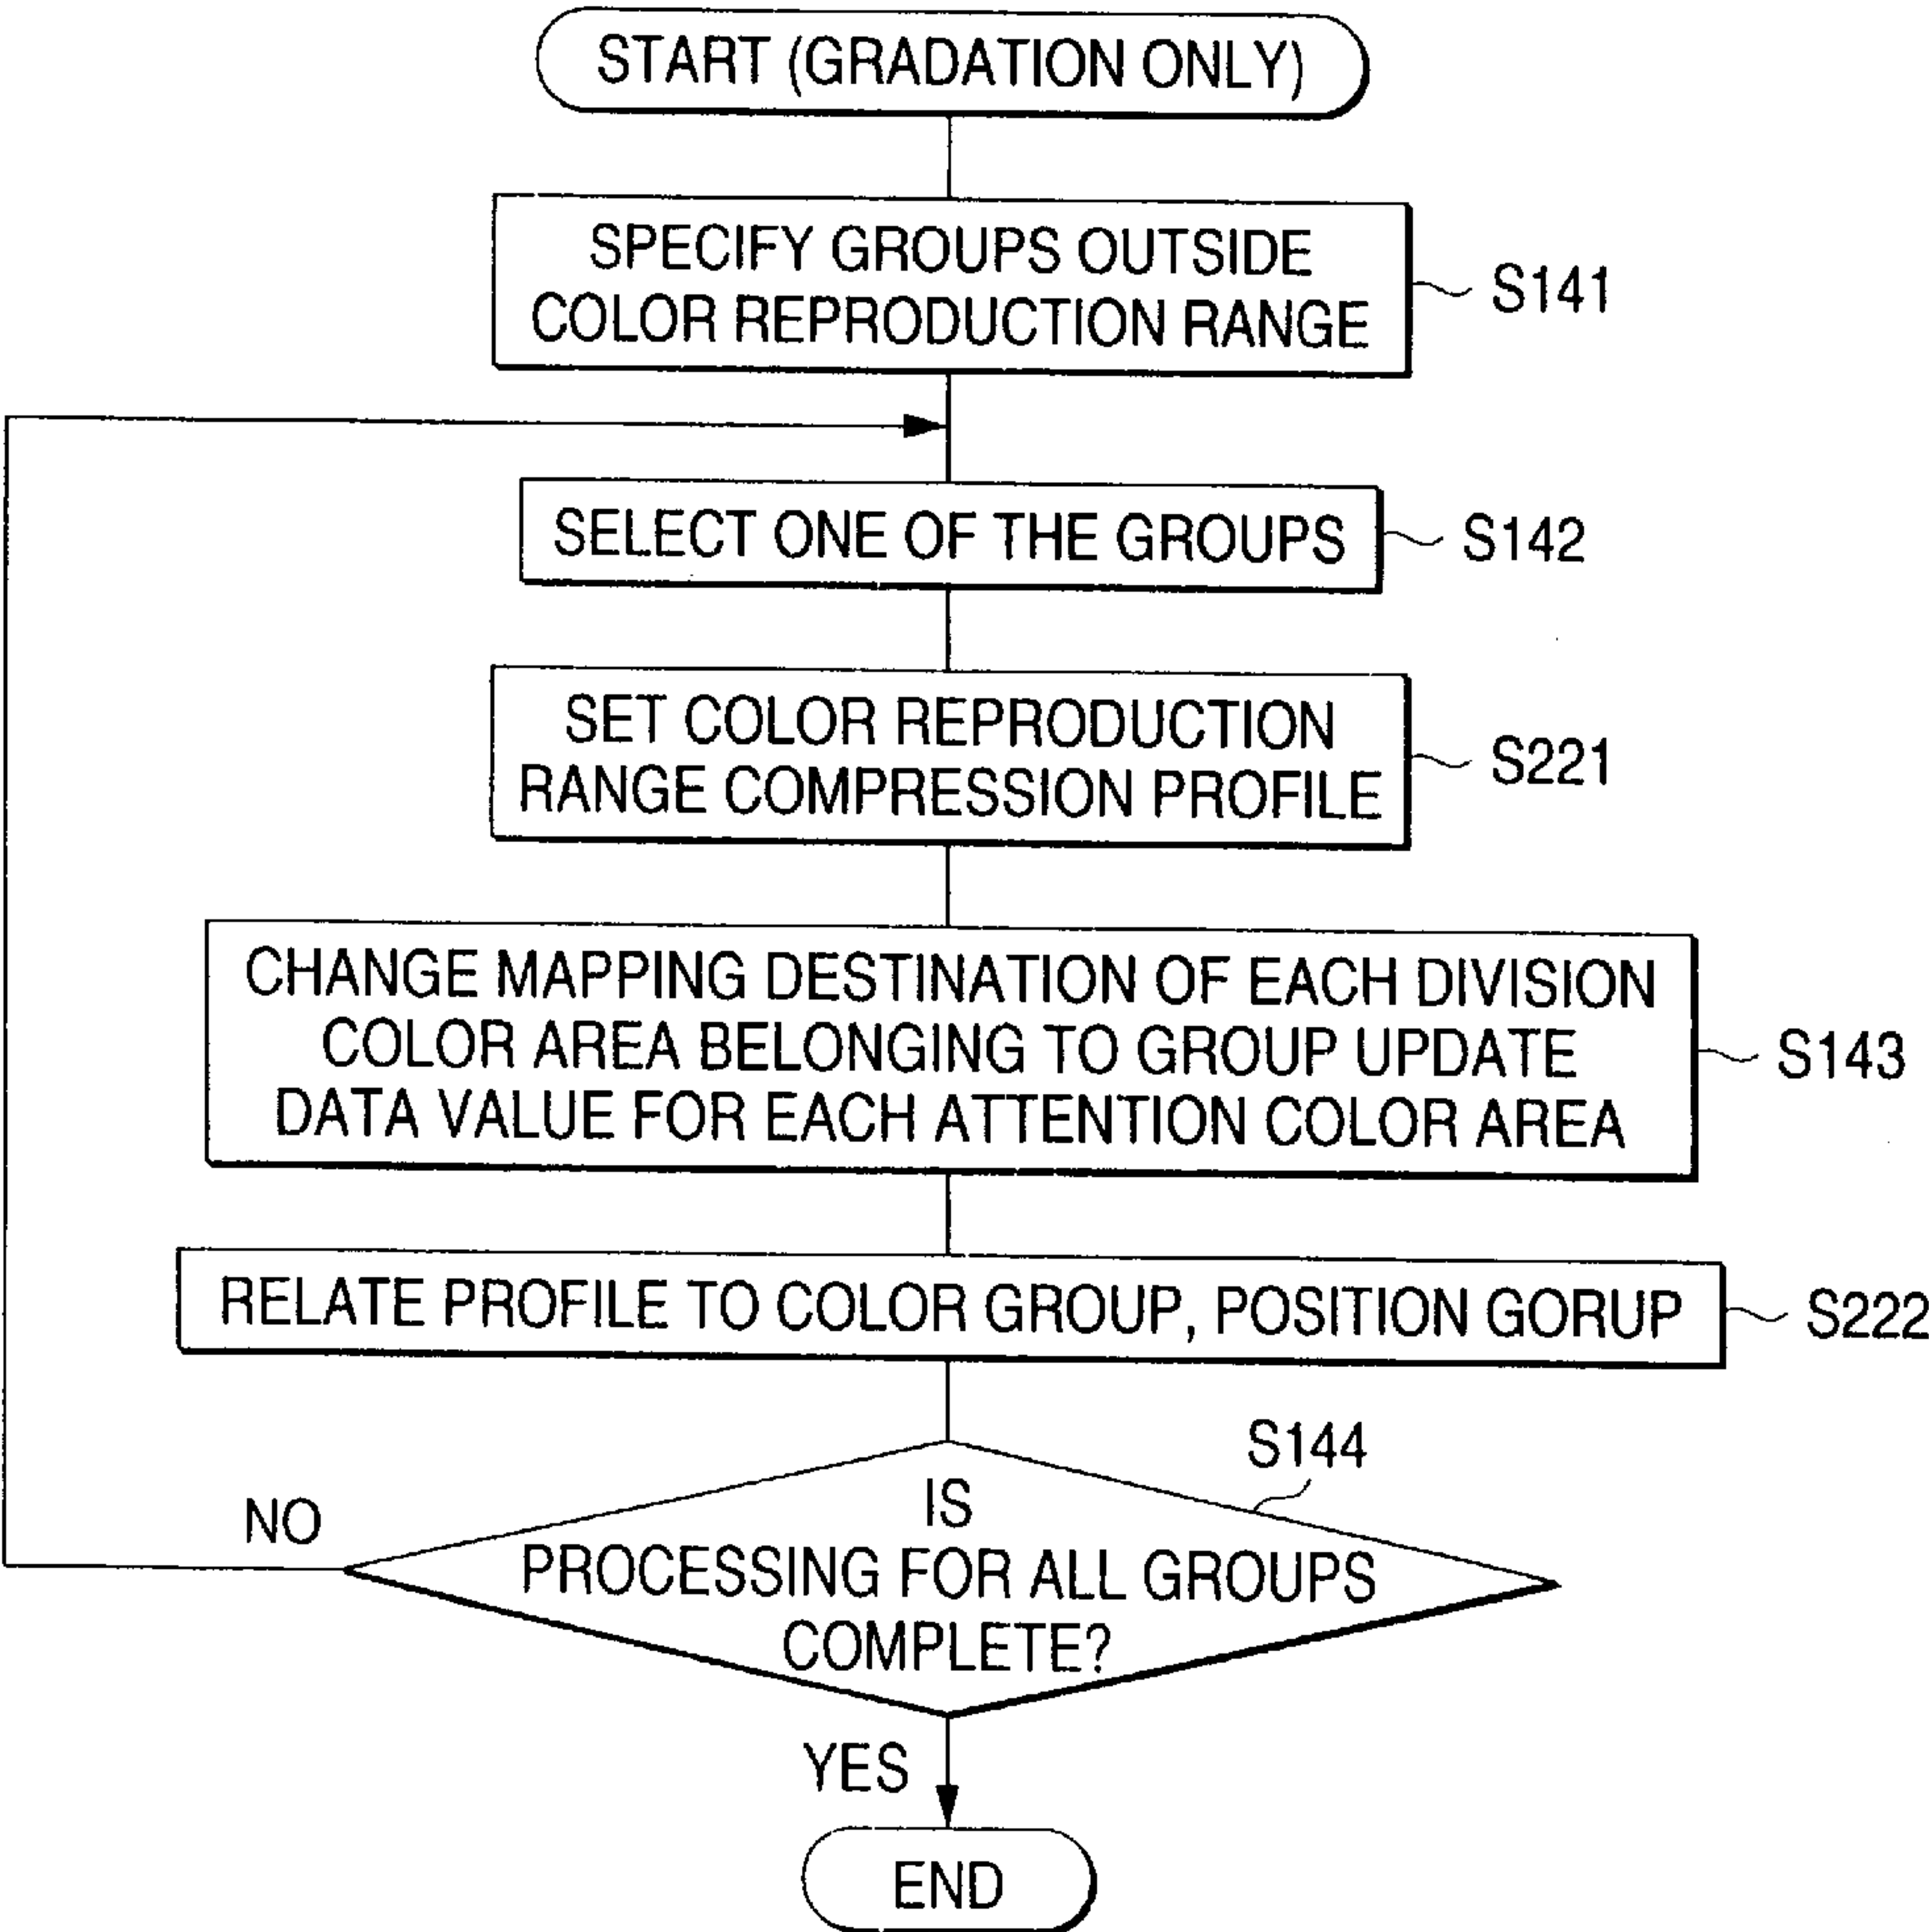 START (GRADATION ONLY)
SPECIFY GROUPS OUTSIDE
COLOR REPRODUCTION RANGE
S141
SELECT ONE OF THE GROUPS
S142
SET COLOR REPRODUCTION
RANGE COMPRESSION PROFILE
S221
CHANGE MAPPING DESTINATION OF EACH DIVISION
COLOR AREA BELONGING TO GROUP UPDATE
DATA VALUE FOR EACH ATTENTION COLOR AREA
S143
RELATE PROFILE TO COLOR GROUP, POSITION GORUP
S222
S144
IS
PROCESSING FOR ALL GROUPS
COMPLETE?
NO
YES
END